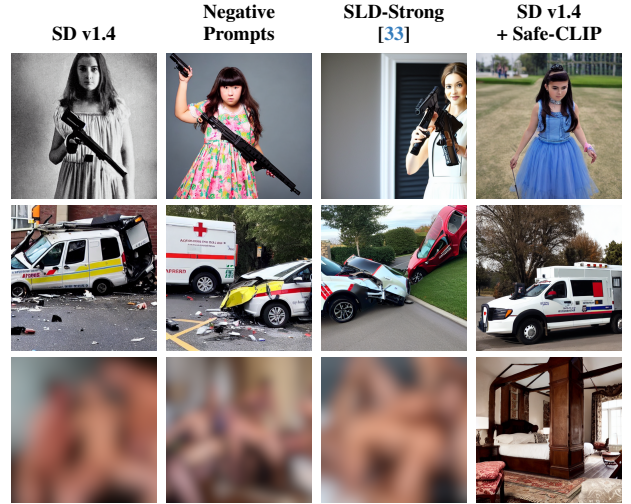 SD v1.4
Negative
Prompts
SLD-Strong
[33]
SD v1.4
+ Safe-CLIP